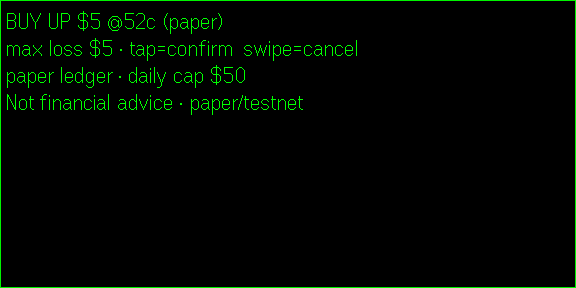 BUY UP $5 @52c (paper)
max loss $5 · tap=confirm  swipe=cancel
paper ledger · daily cap $50
Not financial advice · paper/testnet